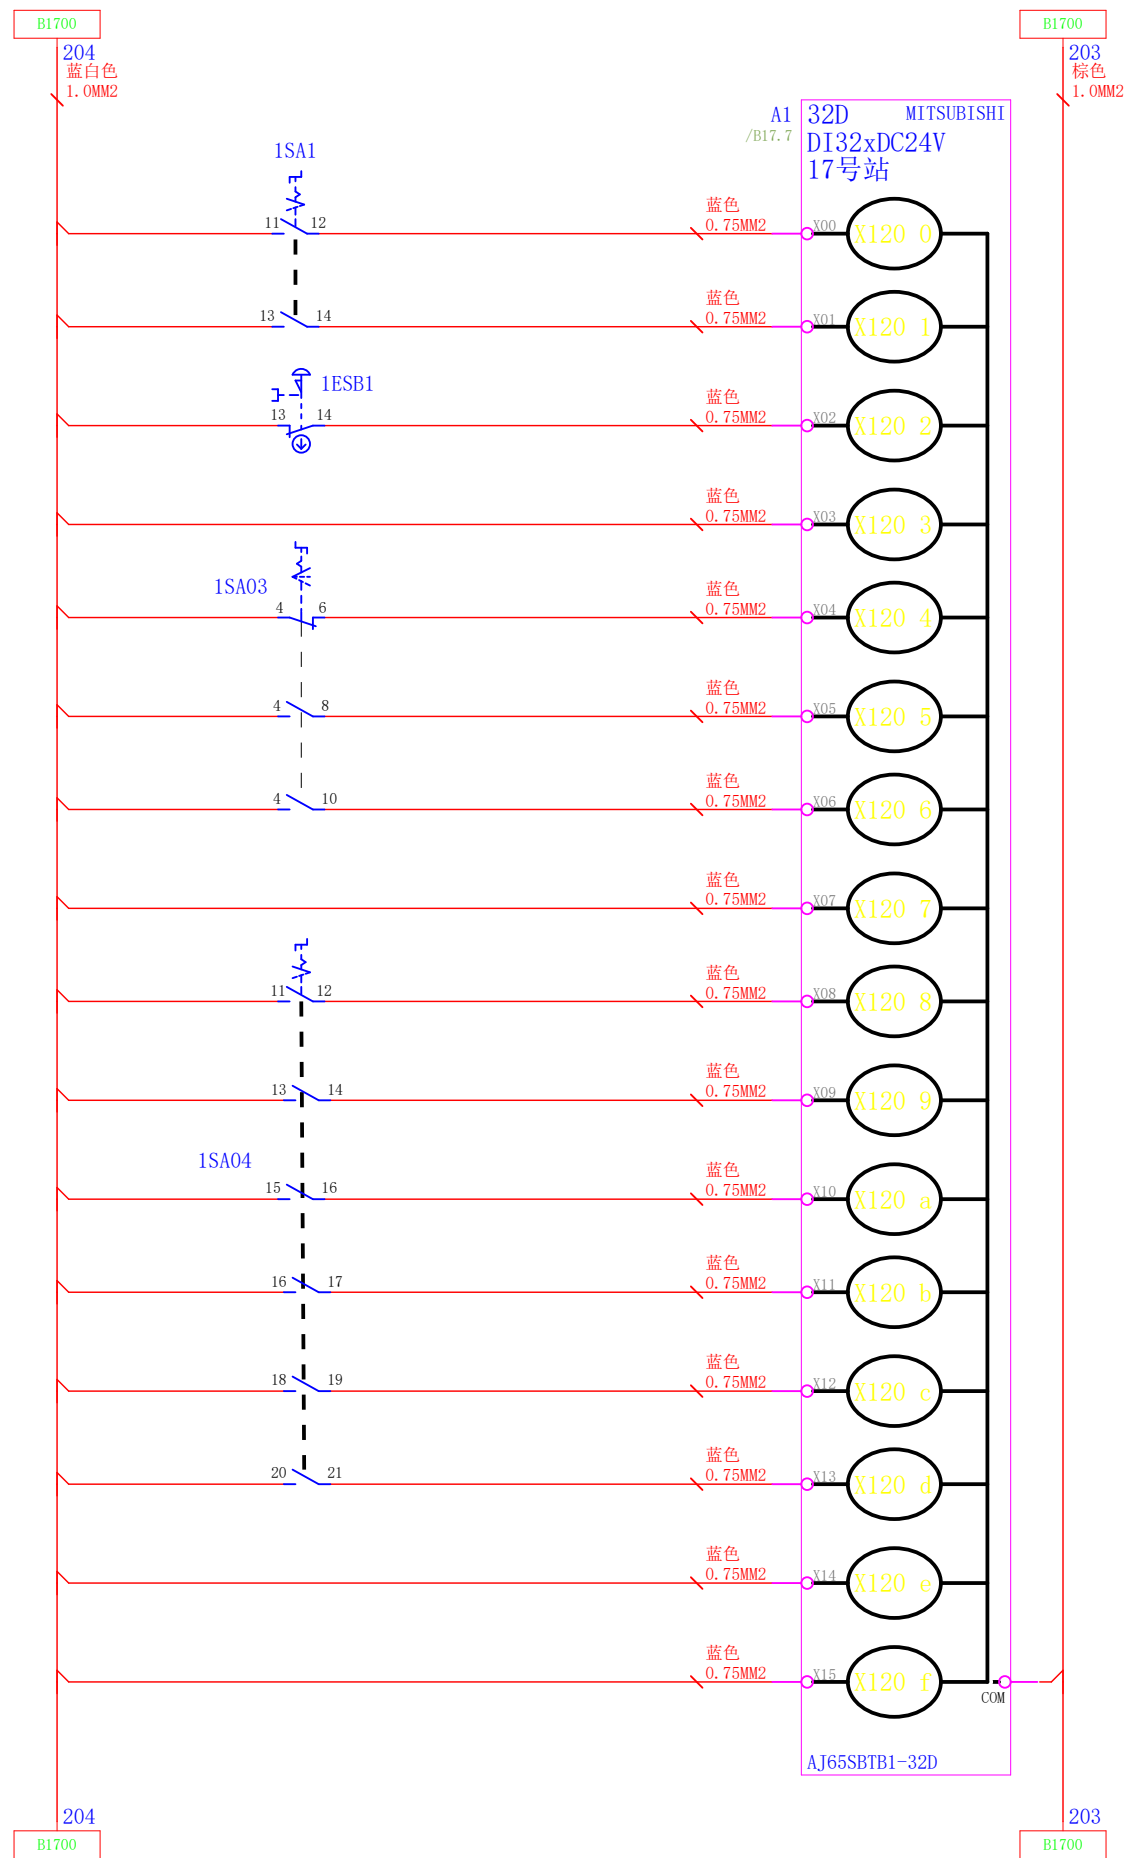 B1700
B1700
204
蓝白色
1.0MM2
203
棕色
1.0MM2
A1
/B17.7
32D
MITSUBISHI
DI32xDC24V
17号站
1SA1
11
12
蓝色
0.75MM2
X00
X120 0
13
14
蓝色
0.75MM2
X01
X120 1
1ESB1
13
14
蓝色
0.75MM2
X02
X120 2
蓝色
0.75MM2
X03
X120 3
1SA03
4
6
蓝色
0.75MM2
X04
X120 4
4
8
蓝色
0.75MM2
X05
X120 5
4
10
蓝色
0.75MM2
X06
X120 6
蓝色
0.75MM2
X07
X120 7
11
12
蓝色
0.75MM2
X08
X120 8
13
14
蓝色
0.75MM2
X09
X120 9
1SA04
15
16
蓝色
0.75MM2
X10
X120 a
16
17
蓝色
0.75MM2
X11
X120 b
18
19
蓝色
0.75MM2
X12
X120 c
20
21
蓝色
0.75MM2
X13
X120 d
蓝色
0.75MM2
X14
X120 e
蓝色
0.75MM2
X15
X120 f
COM
AJ65SBTB1-32D
204
203
B1700
B1700